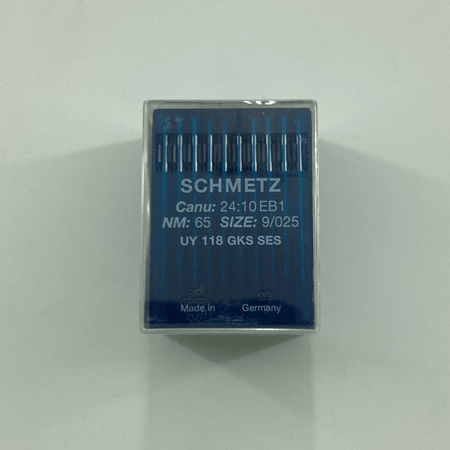 SCHMETZ
Canu: 24:10 EB1
NM: 65 SIZE: 9/025
UY 118 GKS SES
Made in Germany